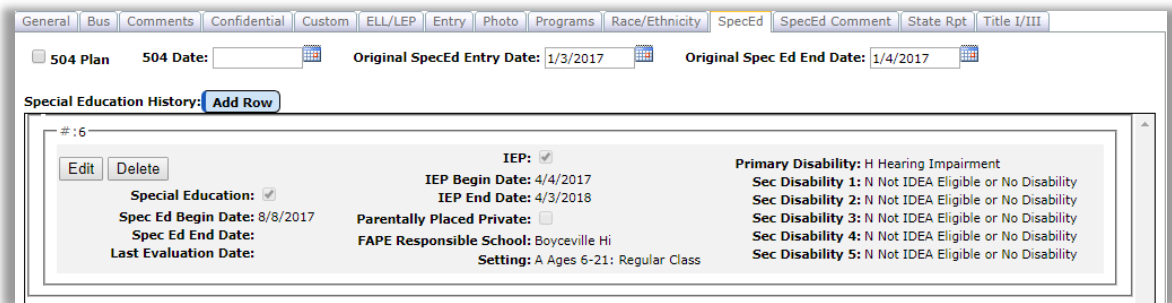 General Bus Comments Confidential Custom ELL/LEP Entry Photo Programs Race/Ethnicity SpecEd SpecEd Comment State Rpt Title I/III
504 Plan 504 Date: Original SpecEd Entry Date: 1/3/2017 Original Spec Ed End Date: 1/4/2017
Special Education History: Add Row
#:6
Edit Delete
Special Education:
Spec Ed Begin Date: 8/8/2017
Spec Ed End Date:
Last Evaluation Date:
IEP:
IEP Begin Date: 4/4/2017
IEP End Date: 4/3/2018
Parentally Placed Private:
FAPE Responsible School: Boyceville Hi
Setting: A Ages 6-21: Regular Class
Primary Disability: H Hearing Impairment
Sec Disability 1: N Not IDEA Eligible or No Disability
Sec Disability 2: N Not IDEA Eligible or No Disability
Sec Disability 3: N Not IDEA Eligible or No Disability
Sec Disability 4: N Not IDEA Eligible or No Disability
Sec Disability 5: N Not IDEA Eligible or No Disability